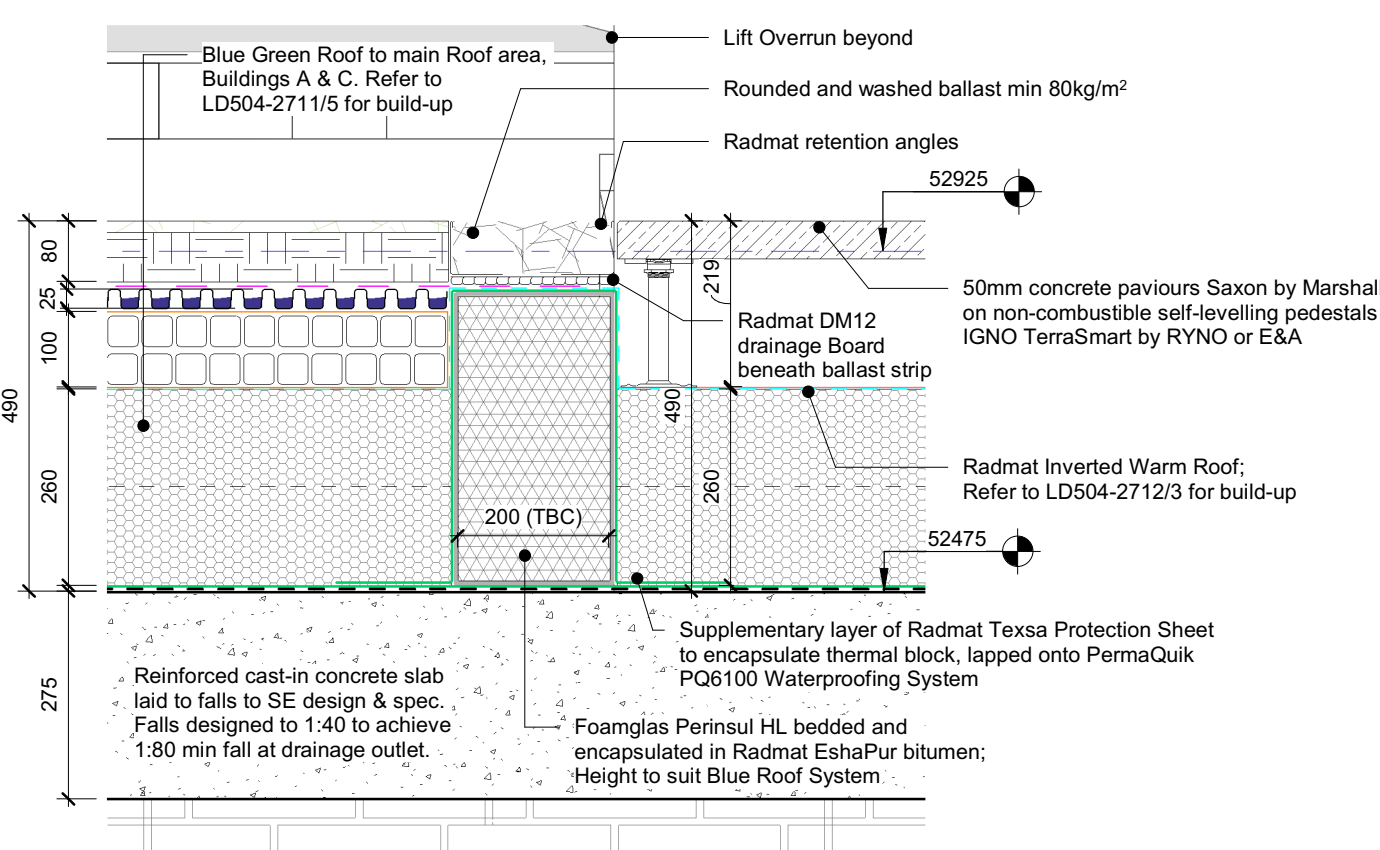 Lift Overrun beyond
Blue Green Roof to main Roof area,
Buildings A & C. Refer to
LD504-2711/5 for build-up
Rounded and washed ballast min 80kg/m²
Radmat retention angles
52925
80
25
100
490
260
275
219
490
260
50mm concrete paviours Saxon by Marshal
on non-combustible self-levelling pedestals
IGNO TerraSmart by RYNO or E&A
Radmat DM12
drainage Board
beneath ballast strip
Radmat Inverted Warm Roof;
Refer to LD504-2712/3 for build-up
200 (TBC)
52475
Supplementary layer of Radmat Texsa Protection Sheet
to encapsulate thermal block, lapped onto PermaQuik
PQ6100 Waterproofing System
Reinforced cast-in concrete slab
laid to falls to SE design & spec.
Falls designed to 1:40 to achieve
1:80 min fall at drainage outlet.
Foamglas Perinsul HL bedded and
encapsulated in Radmat EshaPur bitumen;
Height to suit Blue Roof System